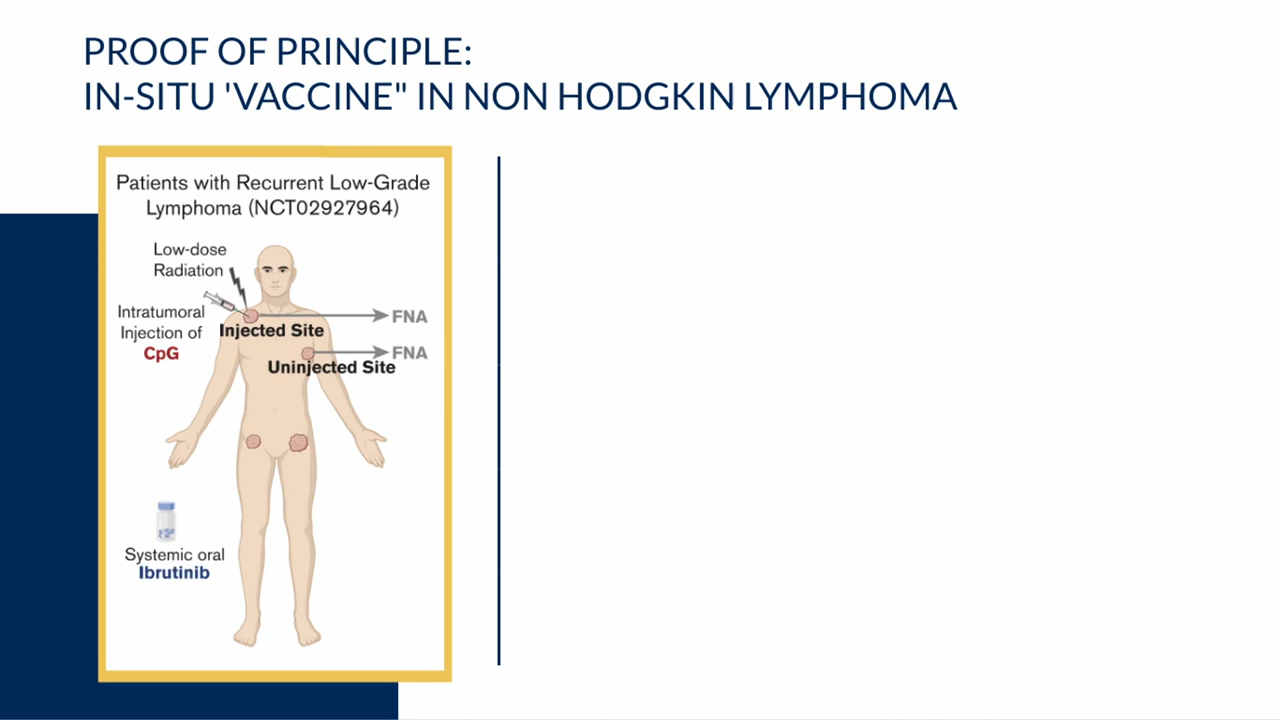 PROOF OF PRINCIPLE:
IN-SITU 'VACCINE" IN NON HODGKIN LYMPHOMA
Patients with Recurrent Low-Grade
Lymphoma (NCT02927964)
Low-dose
Radiation
Intratumoral
Injection of
CpG
FNA
Injected Site
FNA
Uninjected Site
Systemic oral
Ibrutinib